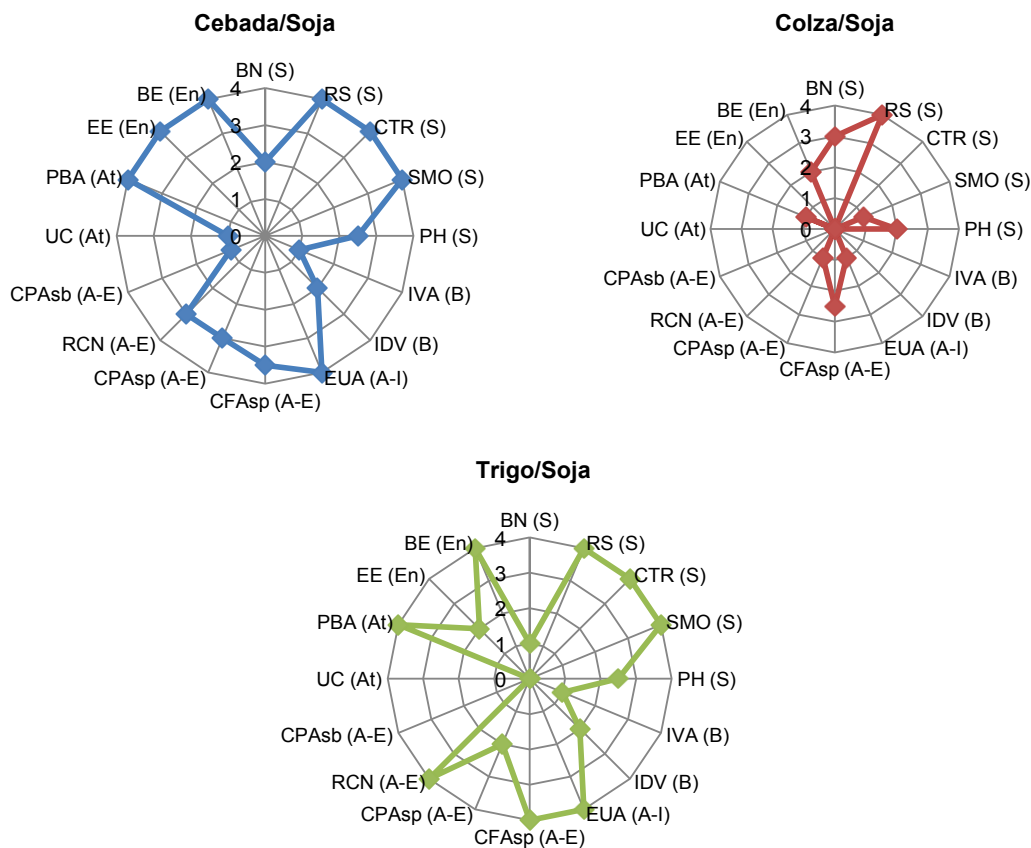 Cebada/Soja
BN (S)
RS (S)
CTR (S)
SMO (S)
PH (S)
IVA (B)
IDV (B)
EUA (A-I)
CFAsp (A-E)
CPAsp (A-E)
RCN (A-E)
CPAsb (A-E)
UC (At)
PBA (At)
EE (En)
BE (En)
4
3
2
1
0
Colza/Soja
BN (S)
RS (S)
CTR (S)
SMO (S)
PH (S)
IVA (B)
IDV (B)
EUA (A-I)
CFAsp (A-E)
CPAsp (A-E)
RCN (A-E)
CPAsb (A-E)
UC (At)
PBA (At)
EE (En)
BE (En)
4
3
2
1
0
Trigo/Soja
BN (S)
RS (S)
CTR (S)
SMO (S)
PH (S)
IVA (B)
IDV (B)
EUA (A-I)
CFAsp (A-E)
CPAsp (A-E)
RCN (A-E)
CPAsb (A-E)
UC (At)
PBA (At)
EE (En)
BE (En)
4
3
2
1
0